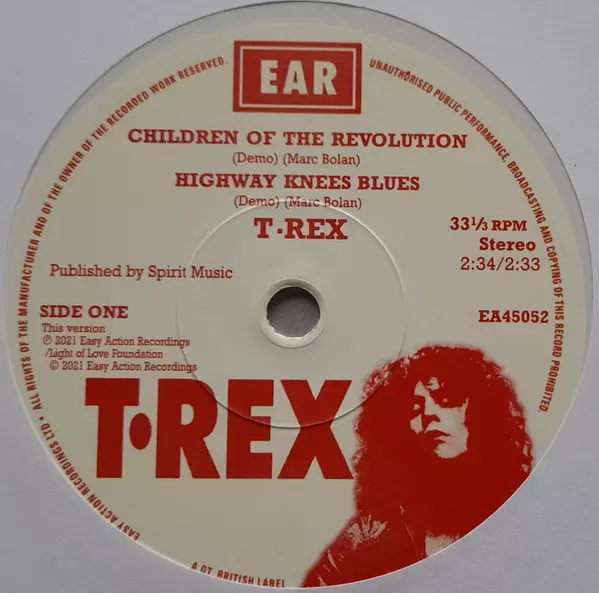 EAR
CHILDREN OF THE REVOLUTION
(Demo) (Marc Bolan)
HIGHWAY KNEES BLUES
(Demo) (Marc Bolan)
T•REX
33⅓ RPM
Stereo
2:34/2:33
Published by Spirit Music
SIDE ONE
EA45052
This version
℗ 2021 Easy Action Recordings
/Light of Love Foundation
© 2021 Easy Action Recordings
T•REX
EASY ACTION RECORDINGS LTD • ALL RIGHTS OF THE MANUFACTURER AND OF THE OWNER OF THE RECORDED WORK RESERVED.
UNAUTHORISED PUBLIC PERFORMANCE, BROADCASTING AND COPYING OF THIS RECORD PROHIBITED
A GT. BRITISH LABEL